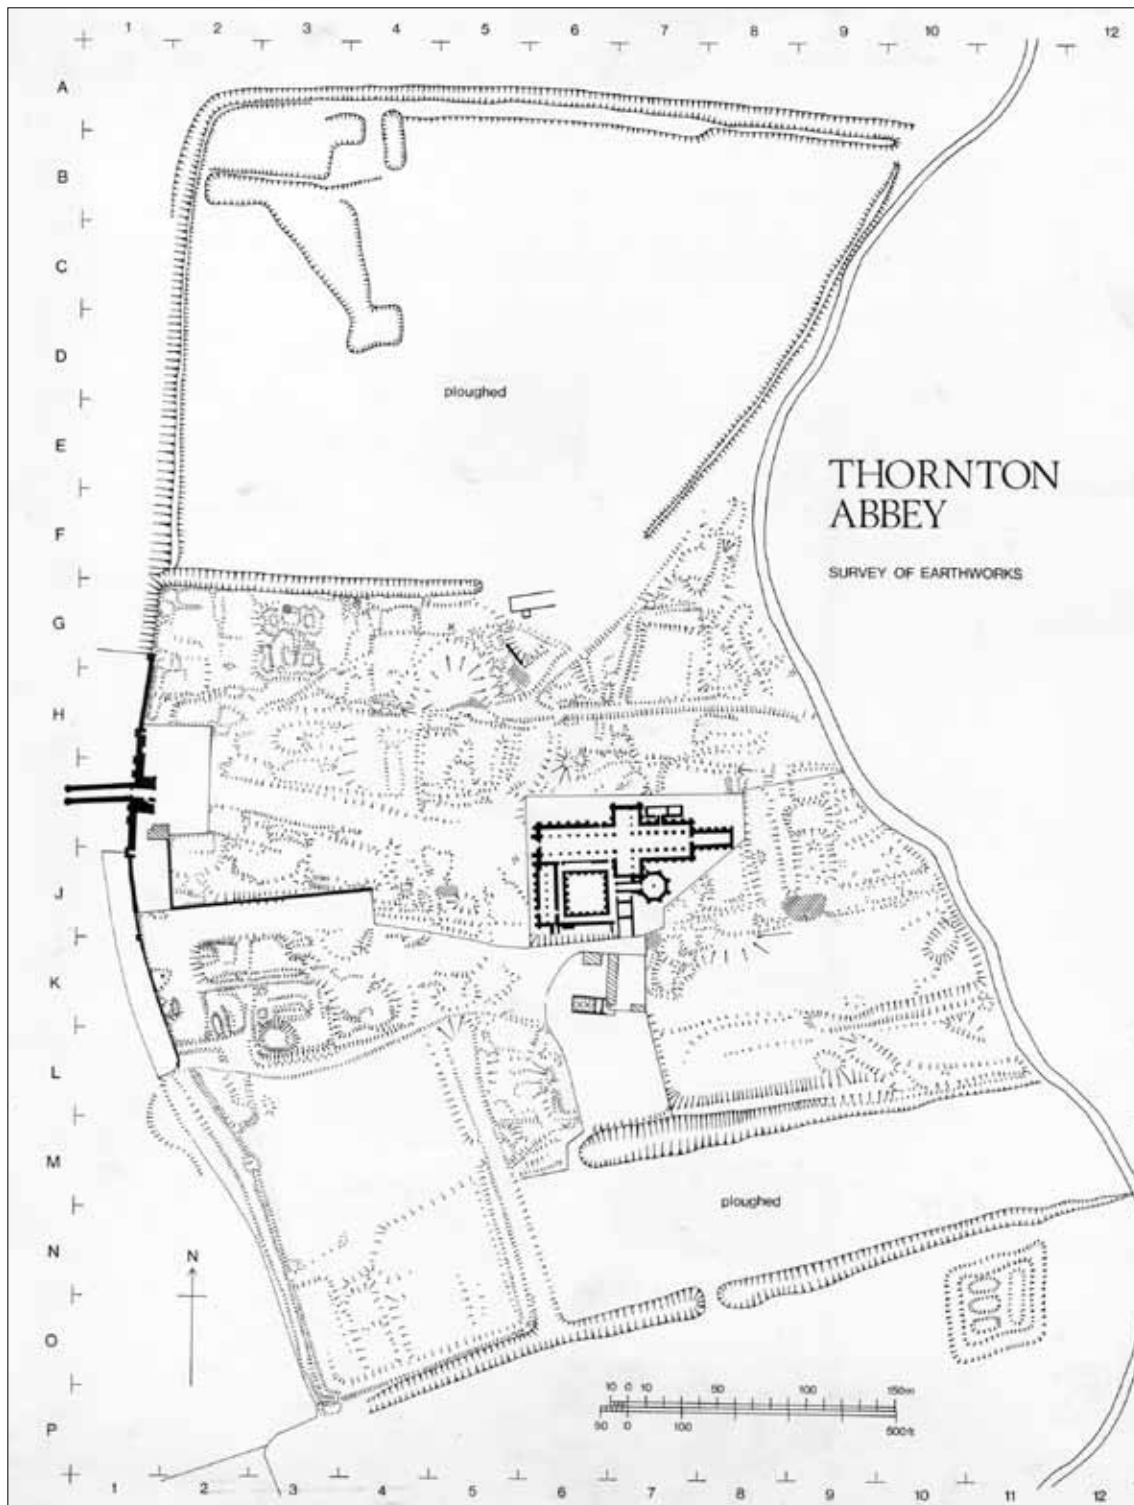 1 2 3 4 5 6 7 8 9 10 12
A
B
C
D
ploughed
E
THORNTON
ABBEY
F
SURVEY OF EARTHWORKS
G
H
J
K
L
M
ploughed
N
N
O
10 0 10 50 100 150m
50 0 100 500ft
P
1 2 3 4 5 6 7 8 9 10 11 12